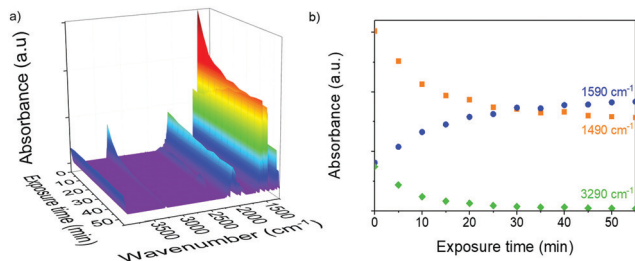 a)
Absorbance (a.u)
0
10
20
30
40
50
Exposure time (min)
3500
3000
2500
2000
1500
Wavenumber (cm⁻¹)
b)
Absorbance (a.u.)
1590 cm⁻¹
1490 cm⁻¹
3290 cm⁻¹
0 10 20 30 40 50
Exposure time (min)